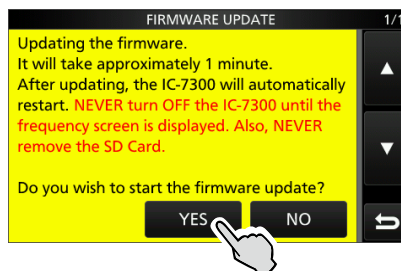 FIRMWARE UPDATE 1/1
Updating the firmware.
It will take approximately 1 minute.
After updating, the IC-7300 will automatically
restart. NEVER turn OFF the IC-7300 until the
frequency screen is displayed. Also, NEVER
remove the SD Card.
Do you wish to start the firmware update?
YES NO